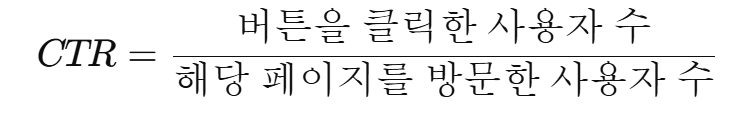 CTR = 버튼을 클릭한 사용자 수
해당 페이지를 방문한 사용자 수